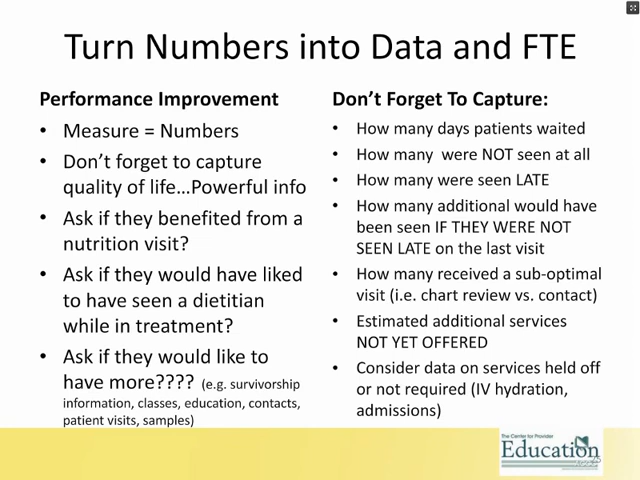 Turn Numbers into Data and FTE
Performance Improvement
• Measure = Numbers
• Don't forget to capture
quality of life…Powerful info
• Ask if they benefited from a
nutrition visit?
• Ask if they would have liked
to have seen a dietitian
while in treatment?
• Ask if they would like to
have more???? (e.g. survivorship
information, classes, education, contacts,
patient visits, samples)
Don't Forget To Capture:
• How many days patients waited
• How many were NOT seen at all
• How many were seen LATE
• How many additional would have
been seen IF THEY WERE NOT
SEEN LATE on the last visit
• How many received a sub-optimal
visit (i.e. chart review vs. contact)
• Estimated additional services
NOT YET OFFERED
• Consider data on services held off
or not required (IV hydration,
admissions)
The Center for Provider
Education